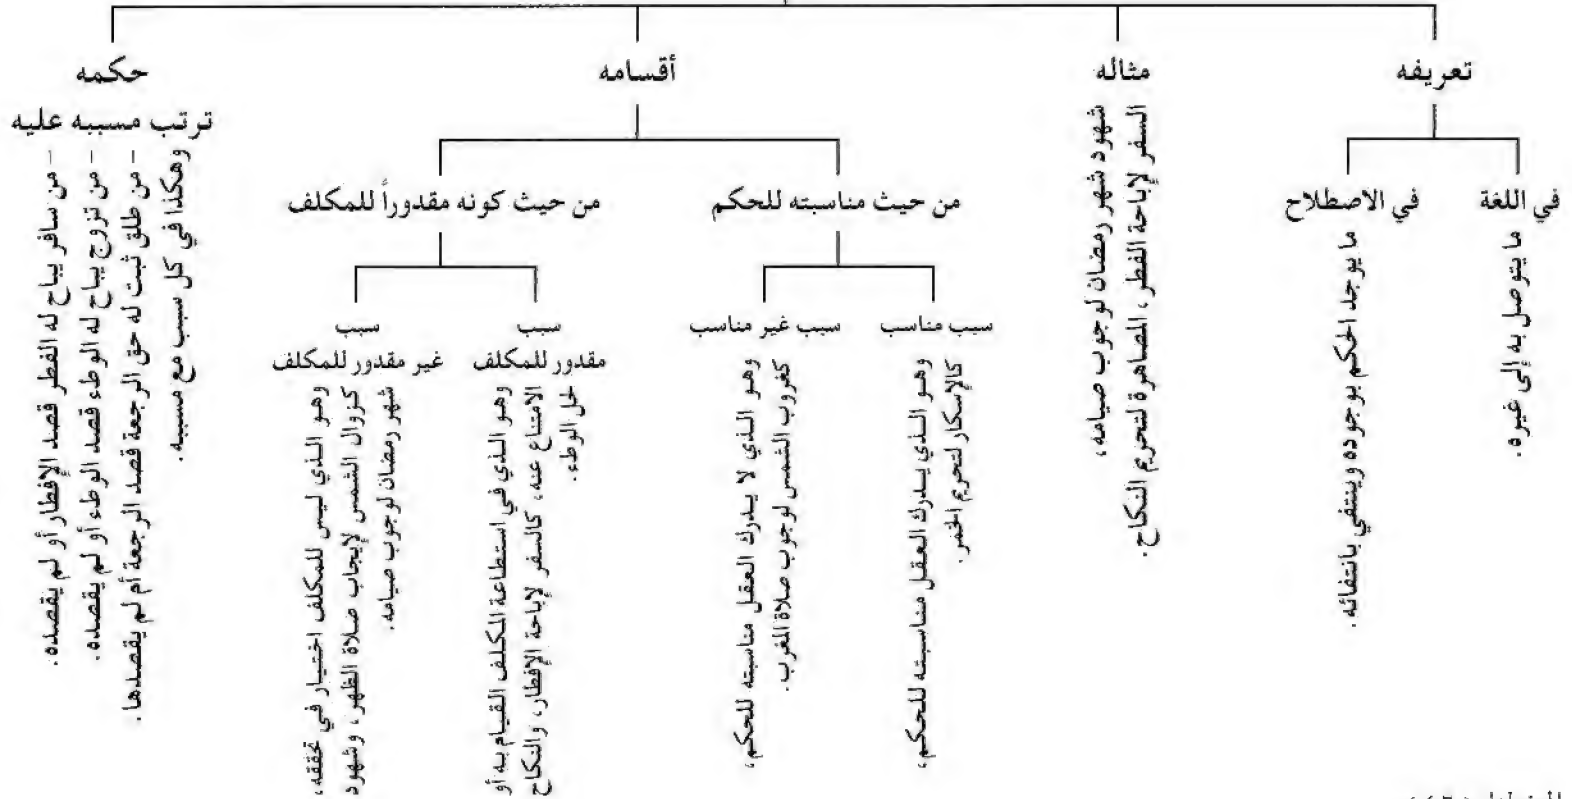 تعريفه
في اللغة
ما يتوصل به إلى غيره.
في الاصطلاح
ما يوجد الحكم بوجوده وينتفي بانتفائه.
مثاله
شهود شهر رمضان لوجوب صيامه،
السفر لإباحة الفطر، المصاهرة لتحريم النكاح.
أقسامه
من حيث مناسبته للحكم
سبب مناسب
وهو الذي يدرك العقل مناسبته للحكم،
كالإسكار لتحريم الخمر.
سبب غير مناسب
وهو الذي لا يدرك العقل مناسبته للحكم،
كغروب الشمس لوجوب صلاة المغرب.
من حيث كونه مقدوراً للمكلف
سبب
مقدور للمكلف
وهو الذي في استطاعة المكلف القيام به أو
الامتناع عنه، كالسفر لإباحة الإفطار، والنكاح
لحل الوطء.
سبب
غير مقدور للمكلف
وهو الذي ليس للمكلف اختيار في تحققه،
كزوال الشمس لإيجاب صلاة الظهر، وشهود
شهر رمضان لوجوب صيامه.
حكمه
ترتب مسببه عليه
– من سافر يباح له الفطر قصد الإفطار أو لم يقصده.
– من تزوج يباح له الوطء قصد الوطء أو لم يقصده.
– من طلق ثبت له حق الرجعة قصد الرجعة أم لم يقصدها.
وهكذا في كل سبب مع مسببه.